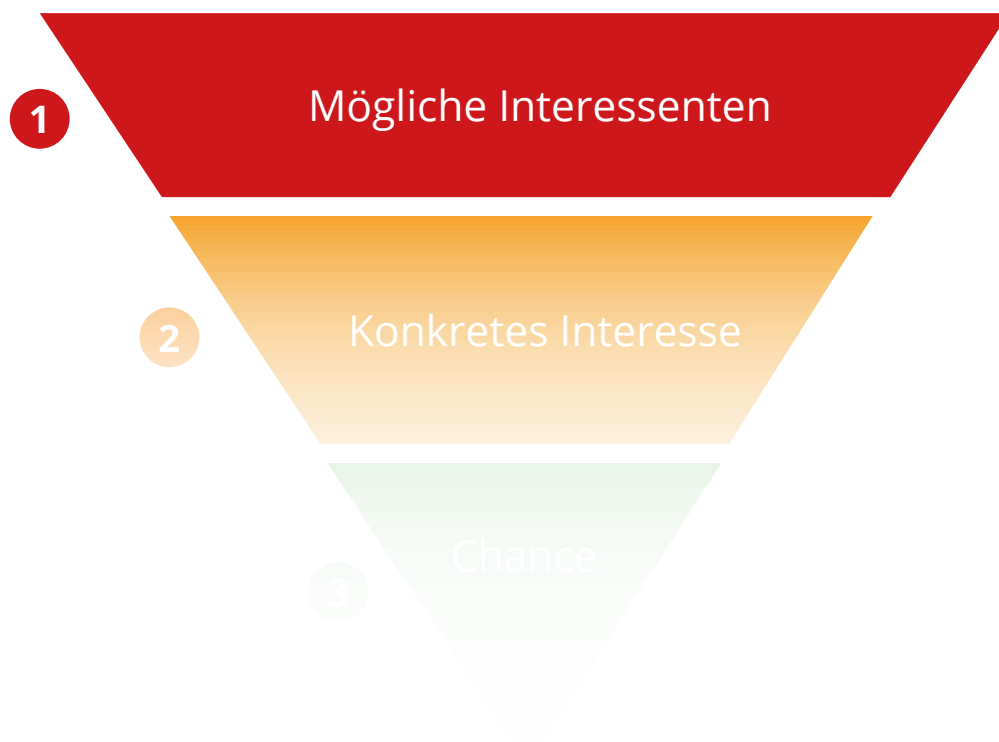 1
Mögliche Interessenten
2
Konkretes Interesse
3
Chance